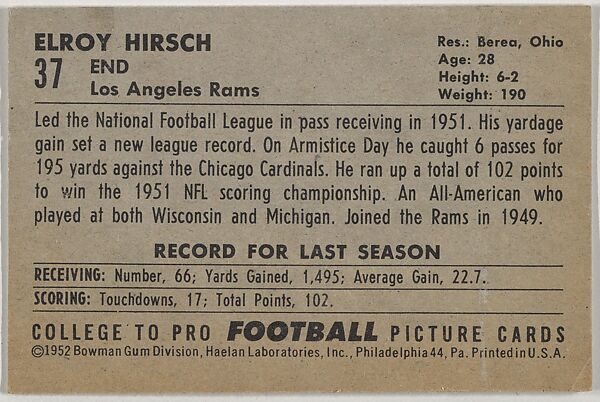 ELROY HIRSCH
37
END
Los Angeles Rams
Res.: Berea, Ohio
Age: 28
Height: 6-2
Weight: 190
Led the National Football League in pass receiving in 1951. His yardage
gain set a new league record. On Armistice Day he caught 6 passes for
195 yards against the Chicago Cardinals. He ran up a total of 102 points
to win the 1951 NFL scoring championship. An All-American who
played at both Wisconsin and Michigan. Joined the Rams in 1949.
RECORD FOR LAST SEASON
RECEIVING: Number, 66; Yards Gained, 1,495; Average Gain, 22.7.
SCORING: Touchdowns, 17; Total Points, 102.
COLLEGE TO PRO FOOTBALL PICTURE CARDS
©1952 Bowman Gum Division, Haelan Laboratories, Inc., Philadelphia 44, Pa. Printed in U.S.A.